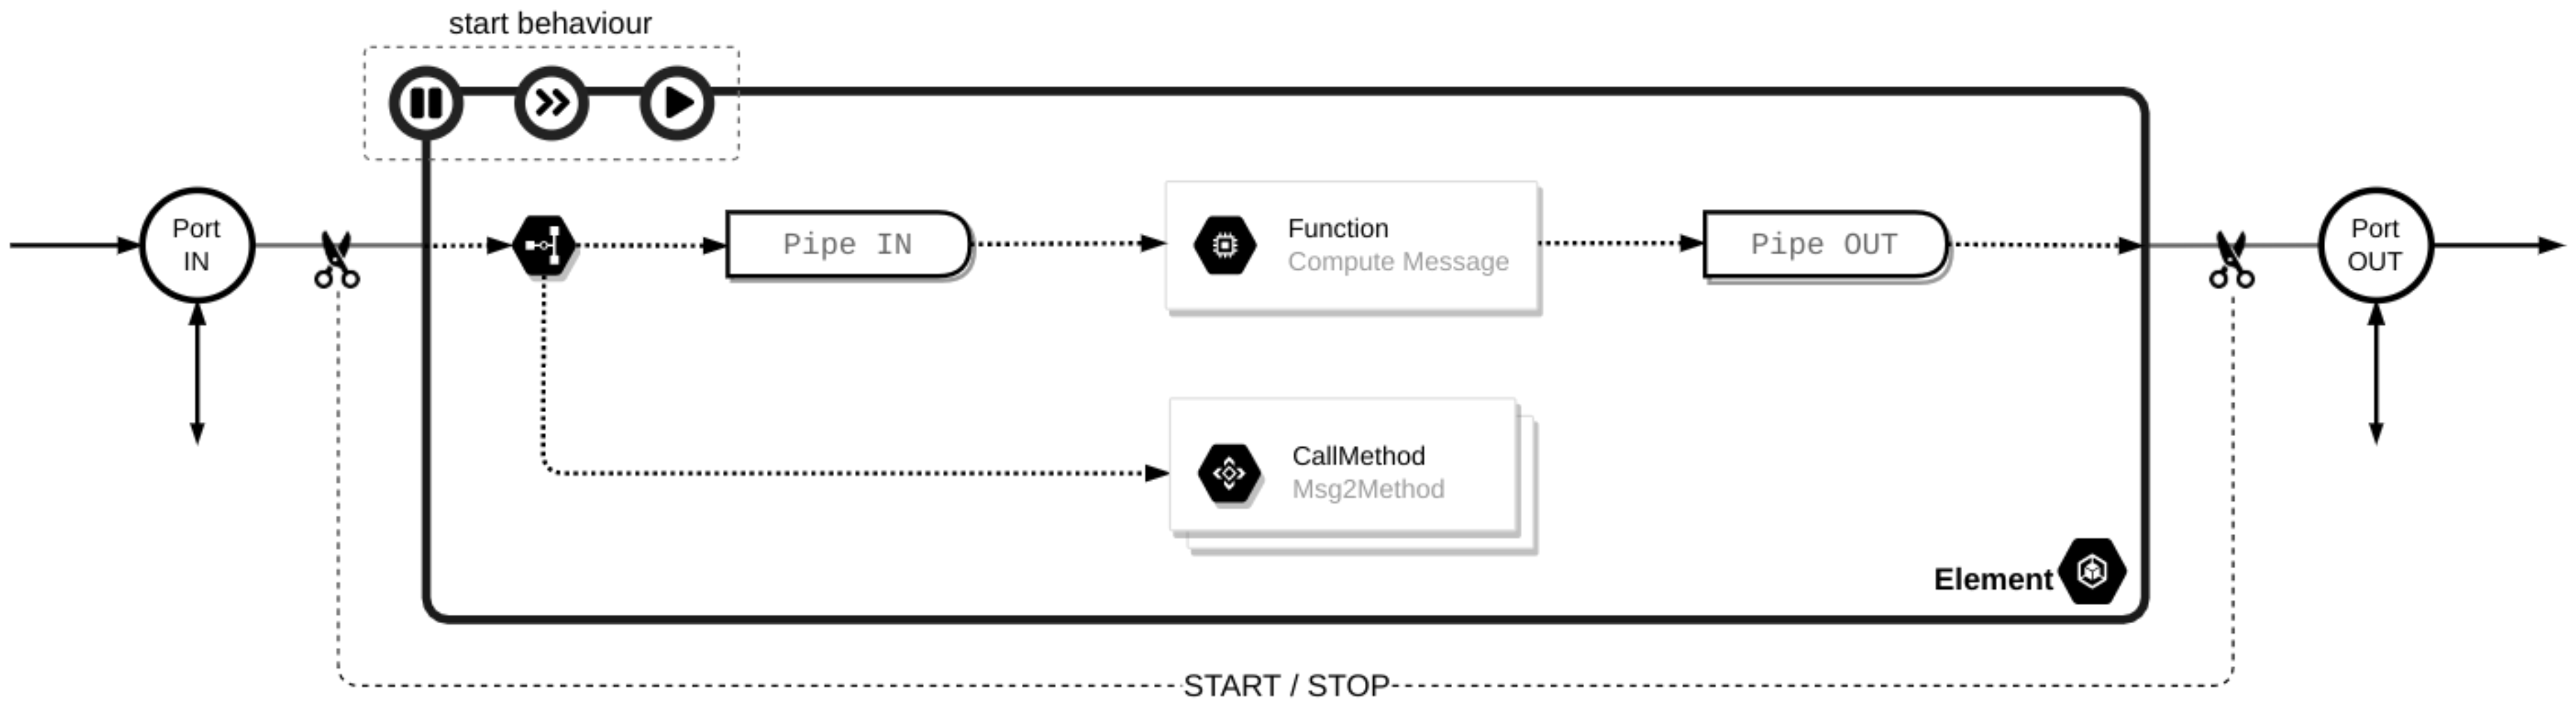 start behaviour
Port
IN
Pipe IN
Function
Compute Message
Pipe OUT
Port
OUT
CallMethod
Msg2Method
Element
START / STOP